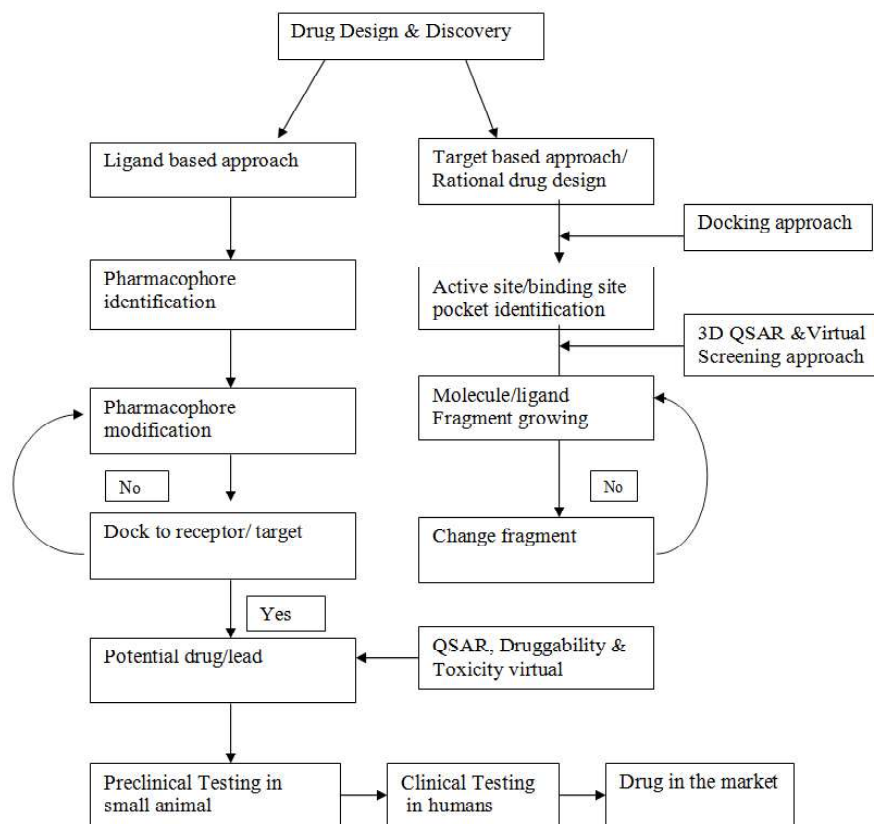 Drug Design & Discovery
Ligand based approach
Target based approach/
Rational drug design
Docking approach
Pharmacophore
identification
Active site/binding site
pocket identification
3D QSAR &Virtual
Screening approach
Pharmacophore
modification
Molecule/ligand
Fragment growing
No
No
Dock to receptor/ target
Change fragment
Yes
Potential drug/lead
QSAR, Druggability &
Toxicity virtual
Preclinical Testing in
small animal
Clinical Testing
in humans
Drug in the market